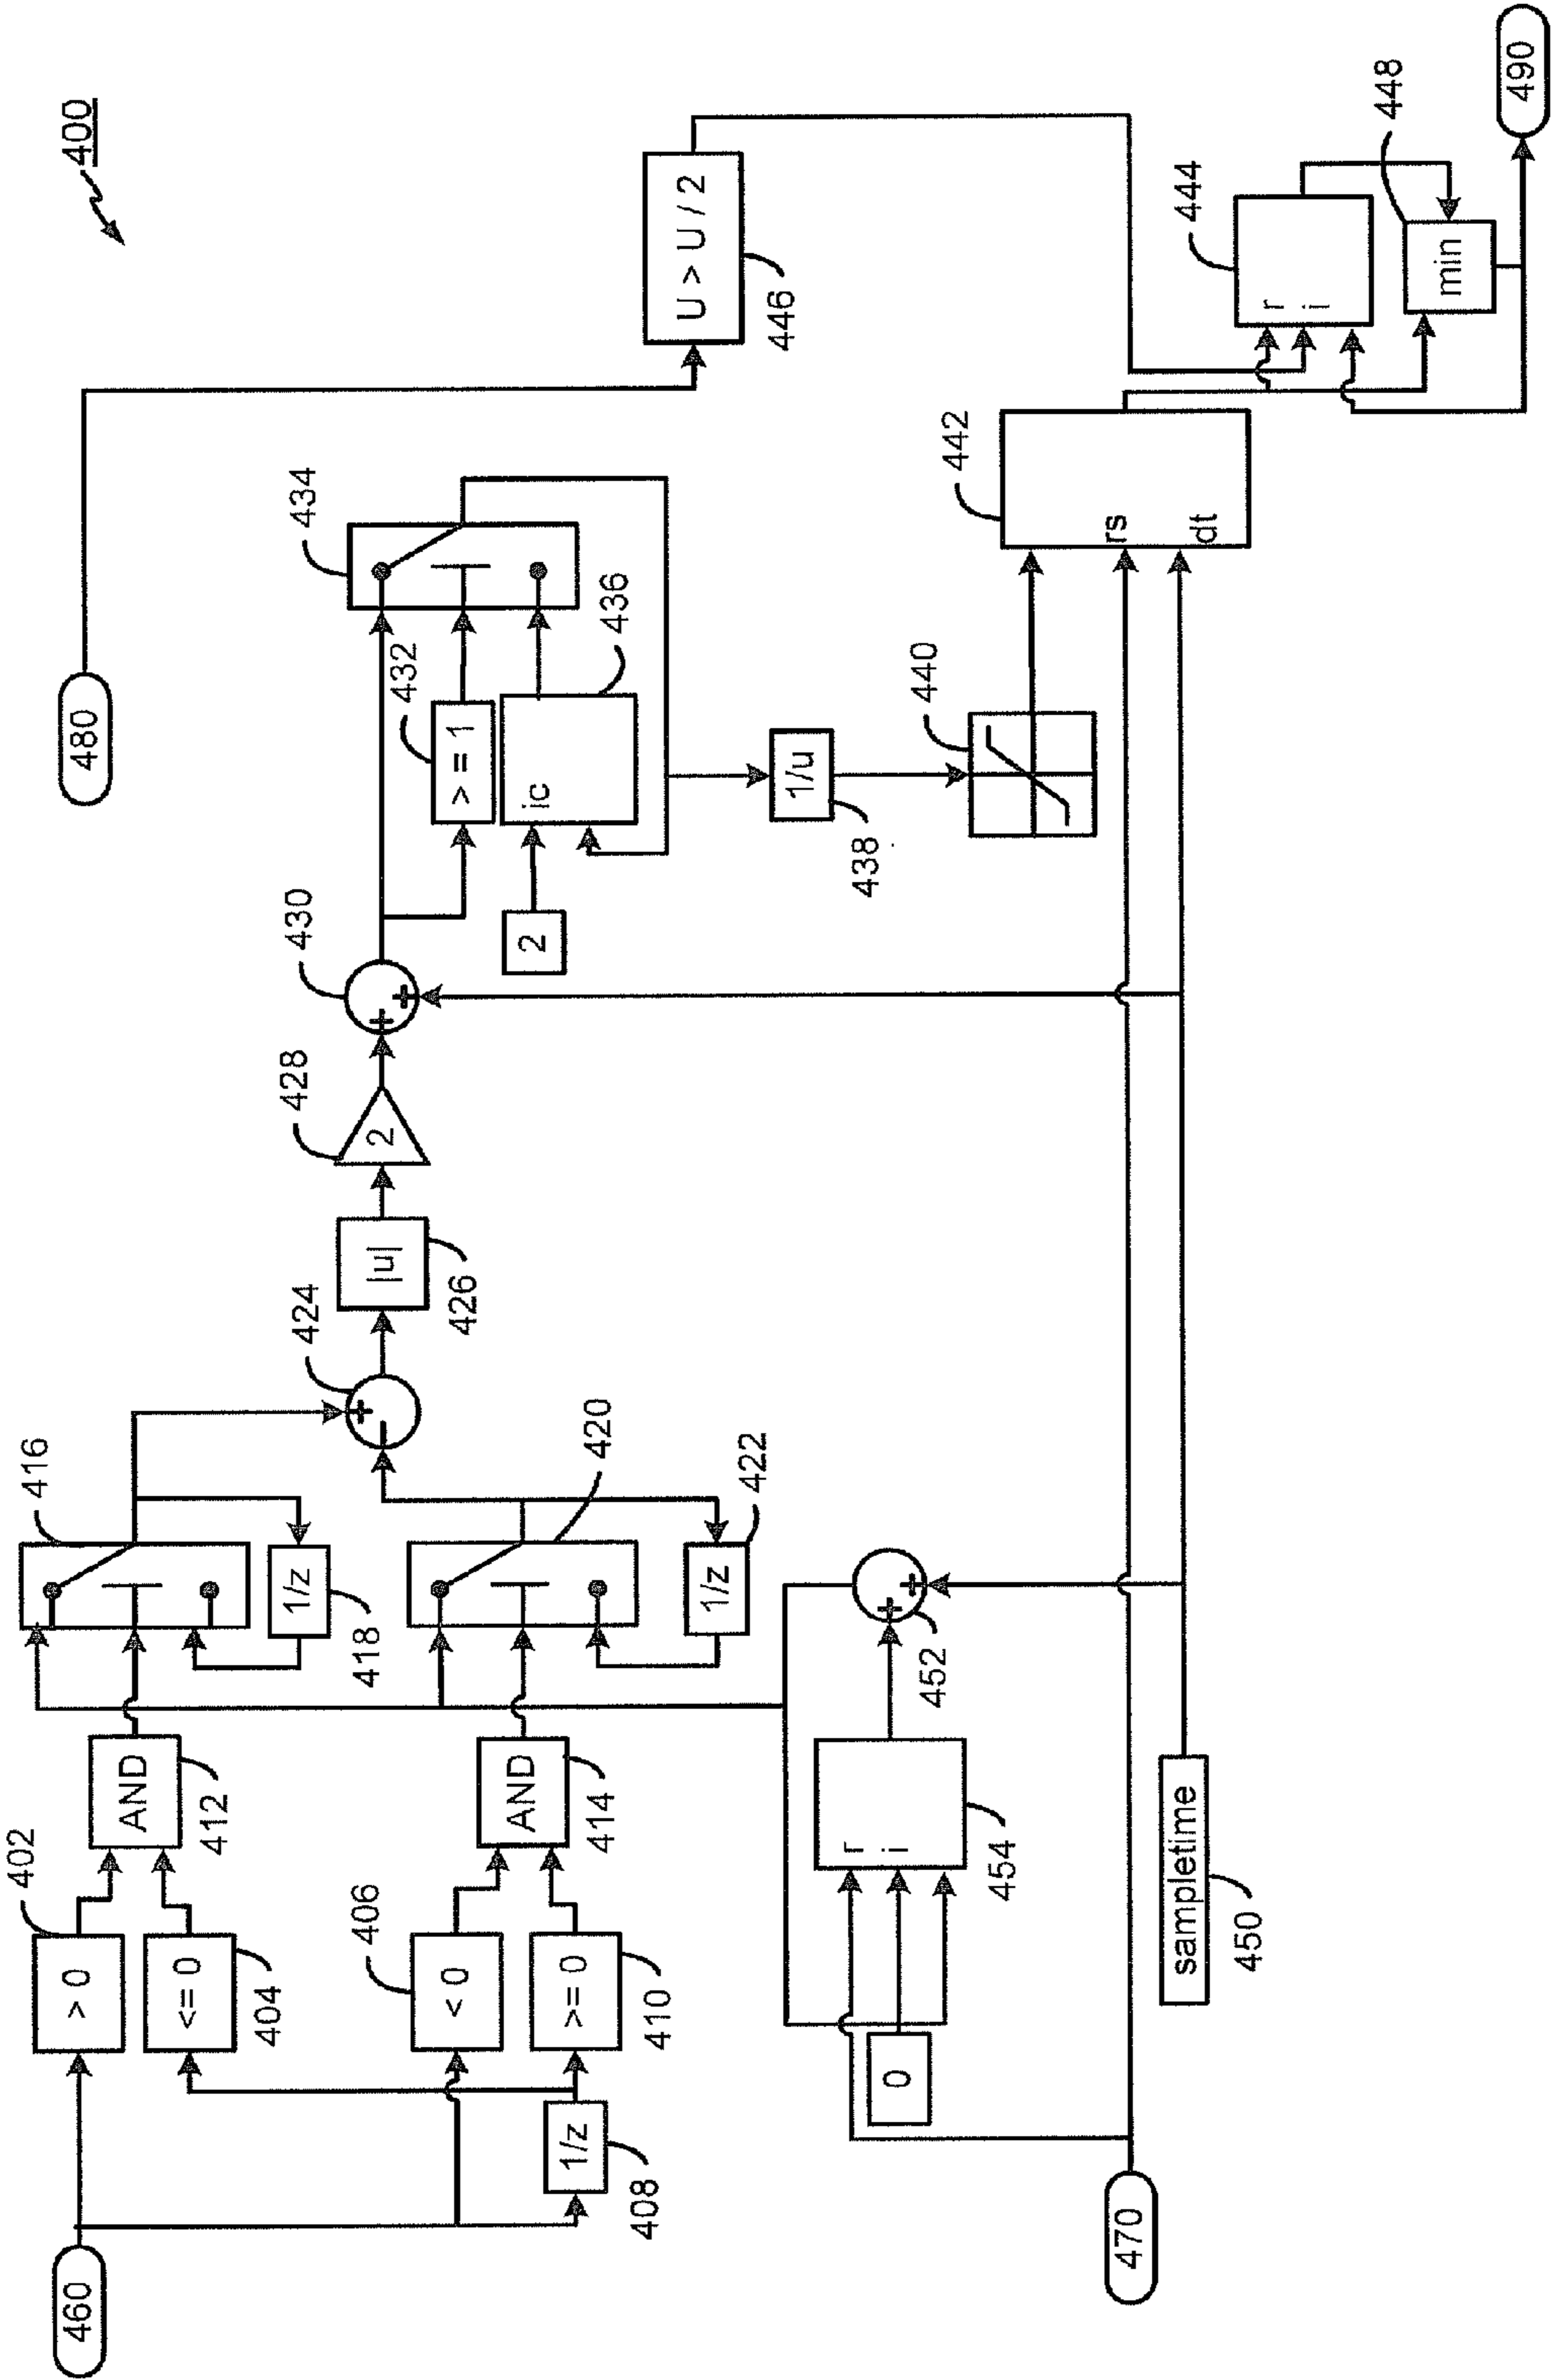 400
480
U > U / 2
446
434
432
> = 1
436
ic
2
430
428
2
+
+
|u|
426
424
+
−
416
1/z
418
420
1/z
422
AND
412
AND
414
402
> 0
<= 0
404
406
< 0
>= 0
410
1/z
408
460
1/u
438
440
442
rs
dt
444
r
i
448
min
490
452
+
+
r
i
454
0
470
sampletime
450